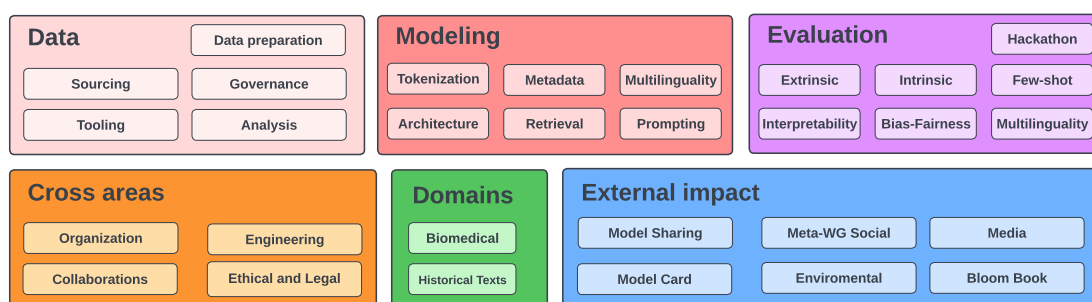 Data
Data preparation
Sourcing
Governance
Tooling
Analysis
Modeling
Tokenization
Metadata
Multilinguality
Architecture
Retrieval
Prompting
Evaluation
Hackathon
Extrinsic
Intrinsic
Few-shot
Interpretability
Bias-Fairness
Multilinguality
Cross areas
Organization
Engineering
Collaborations
Ethical and Legal
Domains
Biomedical
Historical Texts
External impact
Model Sharing
Meta-WG Social
Media
Model Card
Enviromental
Bloom Book